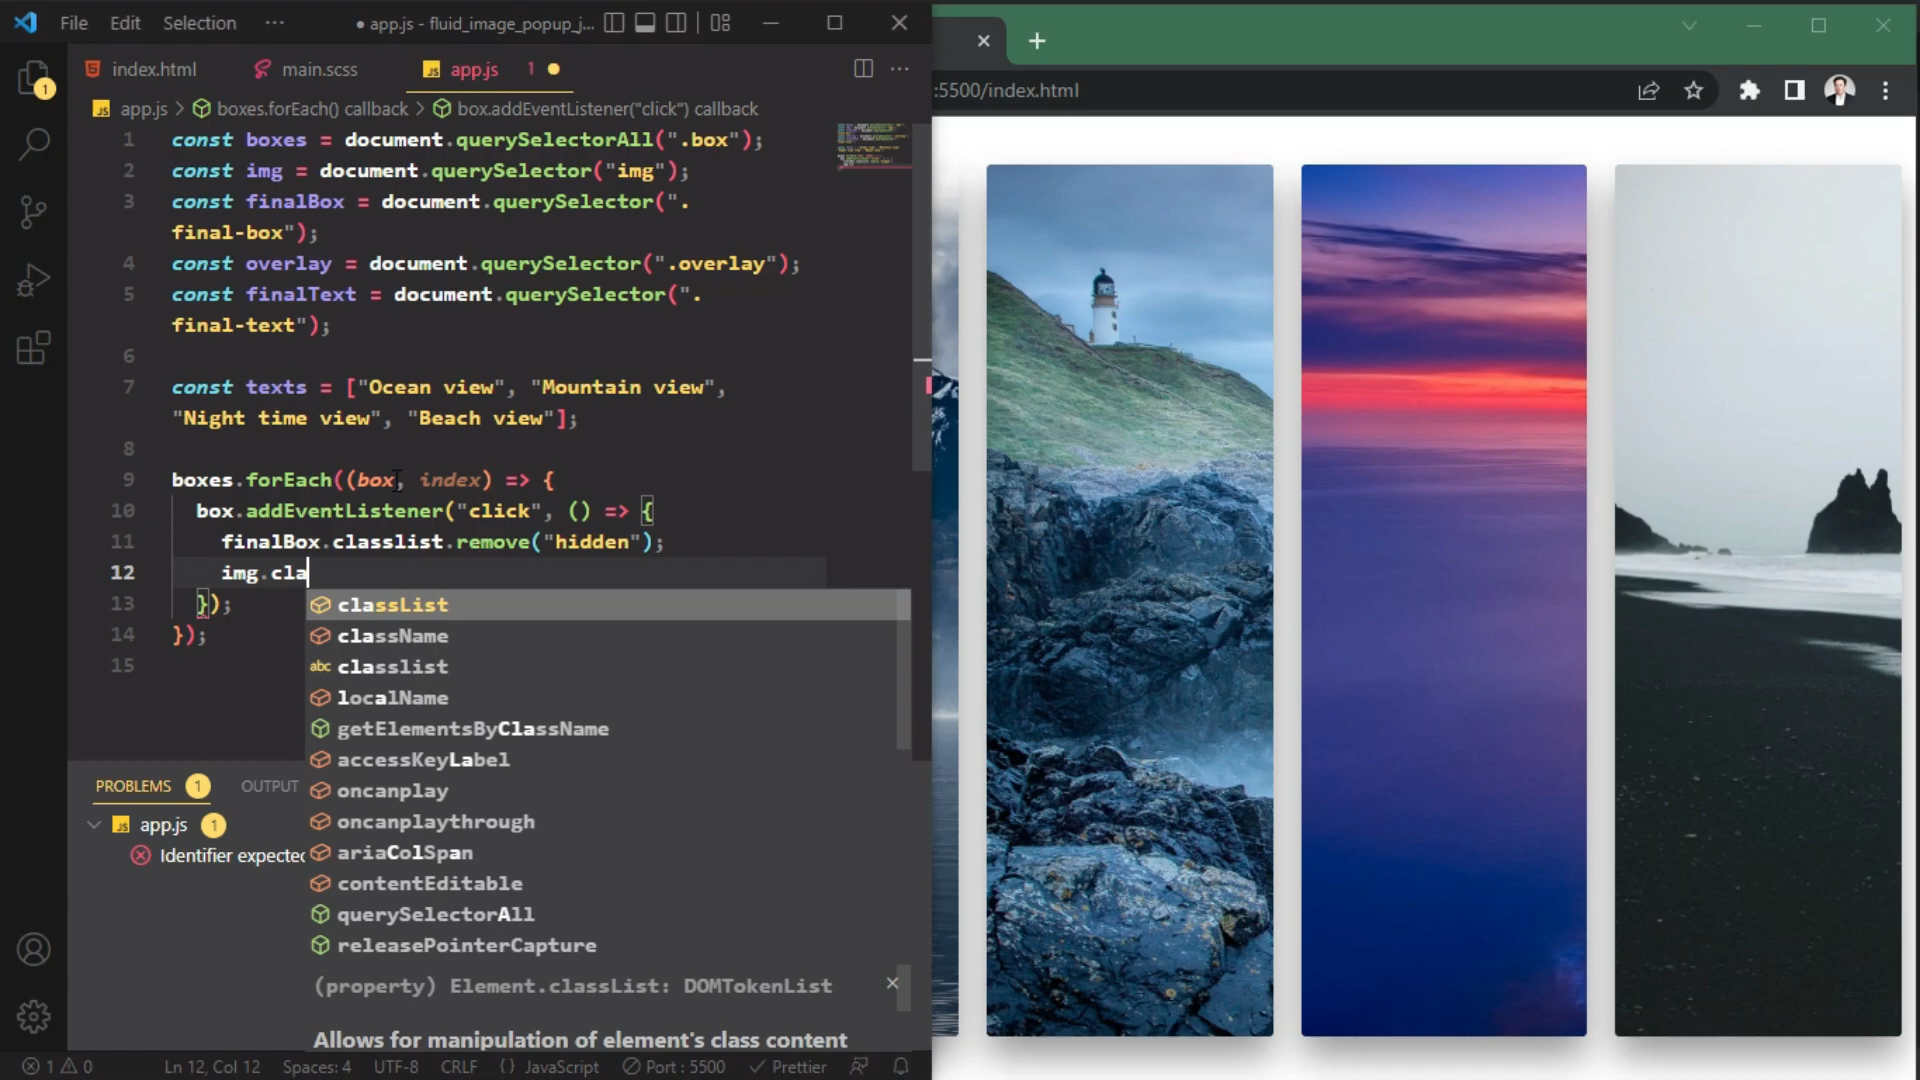 File Edit Selection ··· ● app.js - fluid_image_popup_j...
index.html main.scss app.js 1
app.js > boxes.forEach() callback > box.addEventListener("click") callback
:5500/index.html
1 const boxes = document.querySelectorAll(".box");
2 const img = document.querySelector("img");
3 const finalBox = document.querySelector(".
final-box");
4 const overlay = document.querySelector(".overlay");
5 const finalText = document.querySelector(".
final-text");
6
7 const texts = ["Ocean view", "Mountain view",
"Night time view", "Beach view"];
8
9 boxes.forEach((box, index) => {
10 box.addEventListener("click", () => {
11 finalBox.classlist.remove("hidden");
12 img.cla
13 });
14 });
15
classList
className
classlist
localName
getElementsByClassName
accessKeyLabel
oncanplay
oncanplaythrough
ariaColSpan
contentEditable
querySelectorAll
releasePointerCapture
(property) Element.classList: DOMTokenList
Allows for manipulation of element's class content
1
PROBLEMS 1 OUTPUT
app.js 1
Identifier expected
1 0 Ln 12, Col 12 Spaces: 4 UTF-8 CRLF {} JavaScript Port : 5500 Prettier